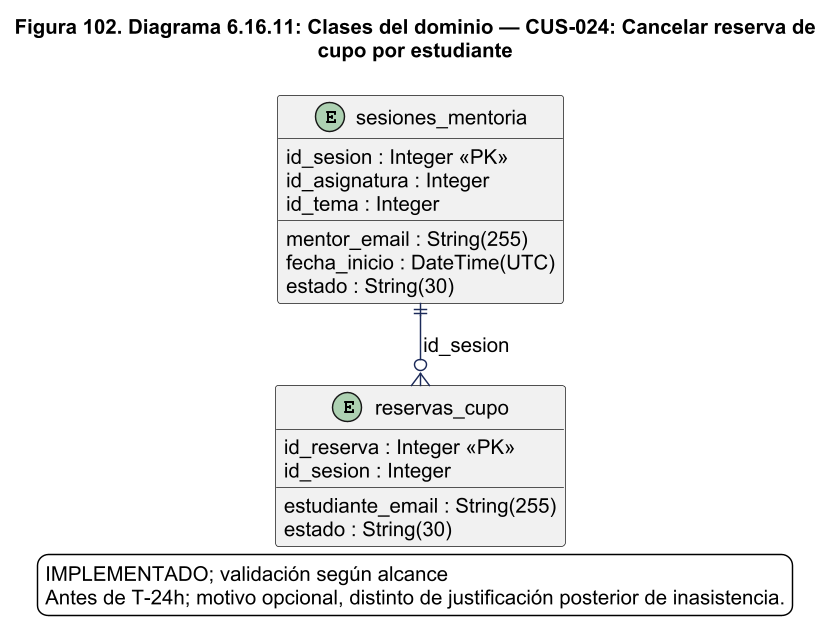 Figura 102. Diagrama 6.16.11: Clases del dominio — CUS-024: Cancelar reserva de
cupo por estudiante
E sesiones_mentoria
id_sesion : Integer «PK»
id_asignatura : Integer
id_tema : Integer
mentor_email : String(255)
fecha_inicio : DateTime(UTC)
estado : String(30)
id_sesion
E reservas_cupo
id_reserva : Integer «PK»
id_sesion : Integer
estudiante_email : String(255)
estado : String(30)
IMPLEMENTADO; validación según alcance
Antes de T-24h; motivo opcional, distinto de justificación posterior de inasistencia.